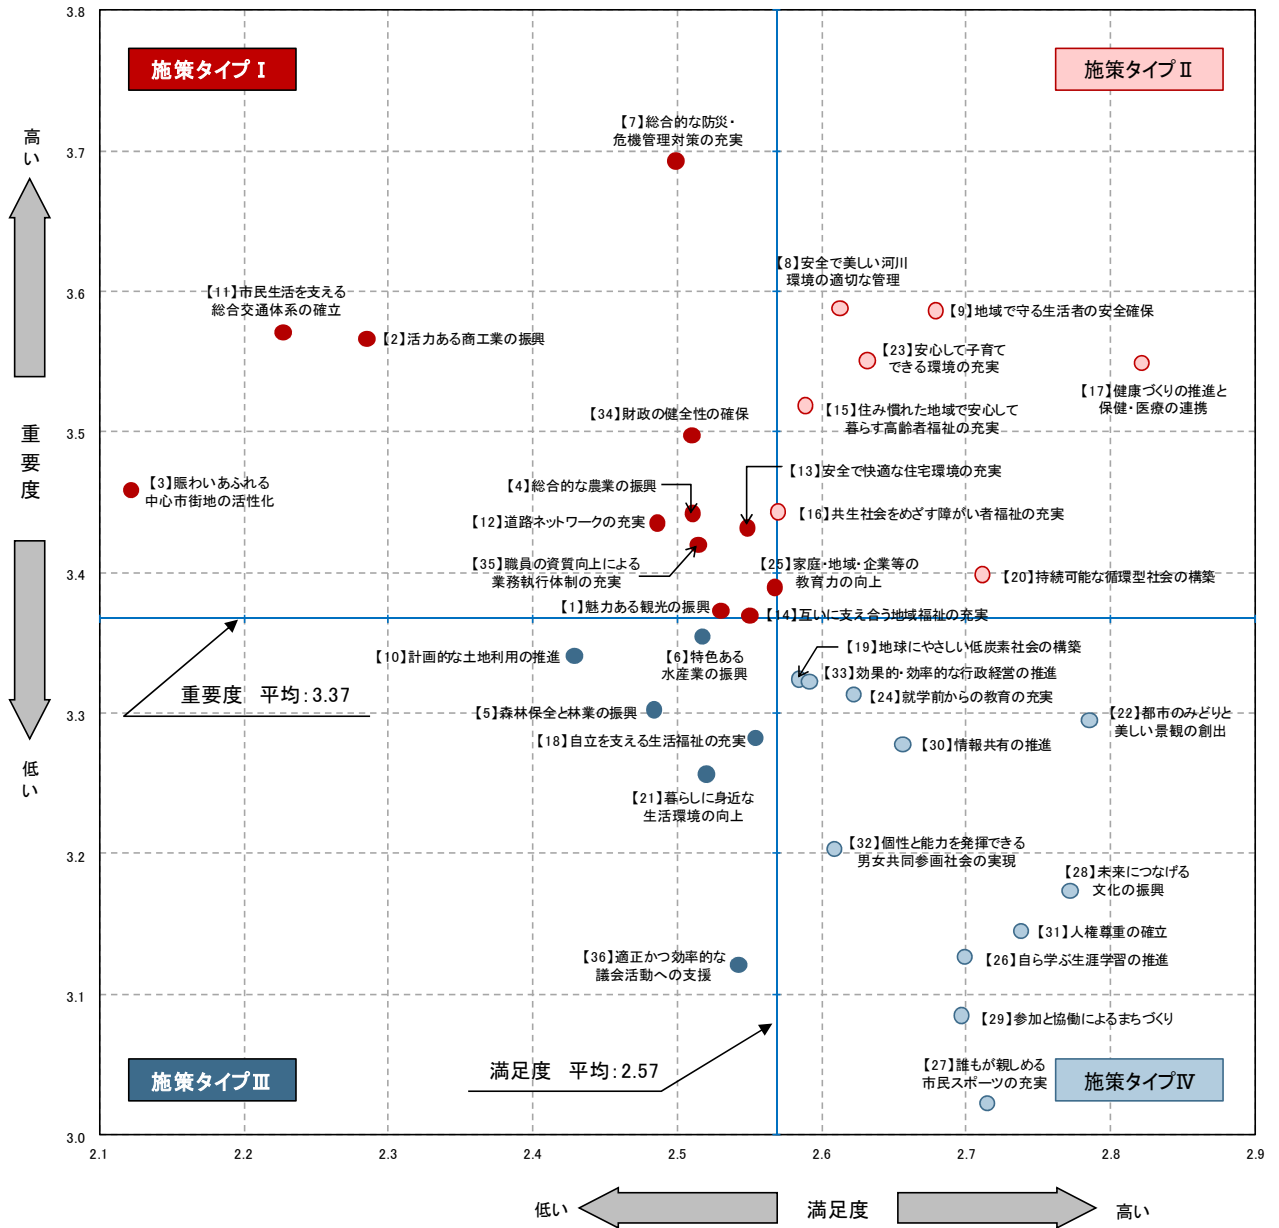 3.8
施策タイプⅠ
施策タイプⅡ
【7】総合的な防災・
危機管理対策の充実
高
い
3.7
【8】安全で美しい河川
環境の適切な管理
【11】市民生活を支える
総合交通体系の確立
3.6
【9】地域で守る生活者の安全確保
【2】活力ある商工業の振興
【23】安心して子育て
できる環境の充実
【17】健康づくりの推進と
保健・医療の連携
【34】財政の健全性の確保
【15】住み慣れた地域で安心して
暮らす高齢者福祉の充実
3.5
重
要
度
【13】安全で快適な住宅環境の充実
【3】賑わいあふれる
中心市街地の活性化
【4】総合的な農業の振興
【12】道路ネットワークの充実
【16】共生社会をめざす障がい者福祉の充実
【35】職員の資質向上による
業務執行体制の充実
【25】家庭・地域・企業等の
教育力の向上
【20】持続可能な循環型社会の構築
3.4
【1】魅力ある観光の振興
【14】互いに支え合う地域福祉の充実
【10】計画的な土地利用の推進
【6】特色ある
水産業の振興
【19】地球にやさしい低炭素社会の構築
【33】効果的・効率的な行政経営の推進
重要度 平均：3.37
【24】就学前からの教育の充実
3.3
【5】森林保全と林業の振興
【22】都市のみどりと
美しい景観の創出
【18】自立を支える生活福祉の充実
【30】情報共有の推進
低
い
【21】暮らしに身近な
生活環境の向上
3.2
【32】個性と能力を発揮できる
男女共同参画社会の実現
【28】未来につなげる
文化の振興
【31】人権尊重の確立
【36】適正かつ効率的な
議会活動への支援
【26】自ら学ぶ生涯学習の推進
3.1
【29】参加と協働によるまちづくり
満足度 平均：2.57
【27】誰もが親しめる
市民スポーツの充実
施策タイプⅢ
施策タイプⅣ
3.0
2.1
2.2
2.3
2.4
2.5
2.6
2.7
2.8
2.9
低い
満足度
高い